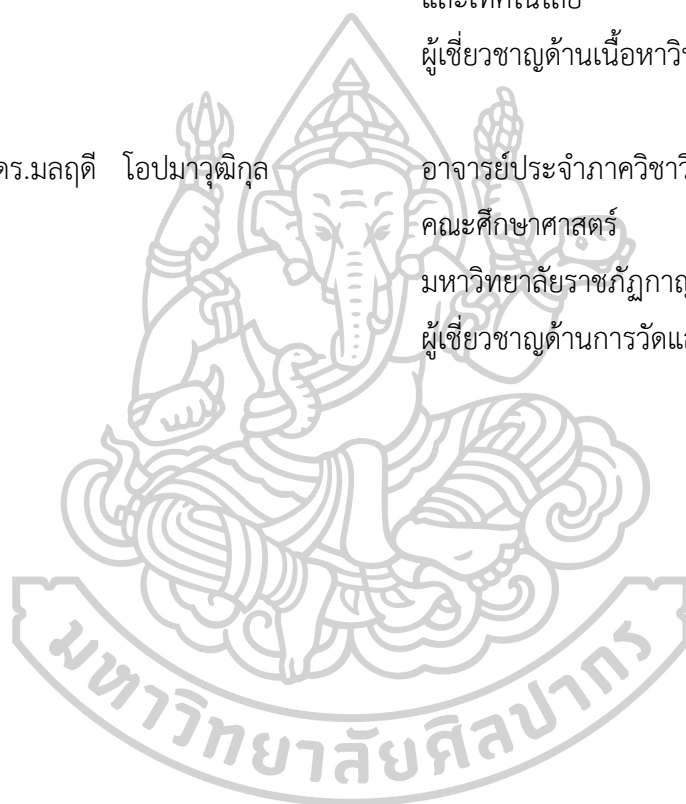 และเทคโนโลยี
ผู้เชี่ยวชาญด้านเนื้อหาวิ
ดร.มลฤดี โอปมาวุฒิกุล อาจารย์ประจำภาควิชา
คณะศึกษาศาสตร์
มหาวิทยาลัยราชภัฏกาญ
ผู้เชี่ยวชาญด้านการวัดแ
มหาวิทยาลัยศิลปากร